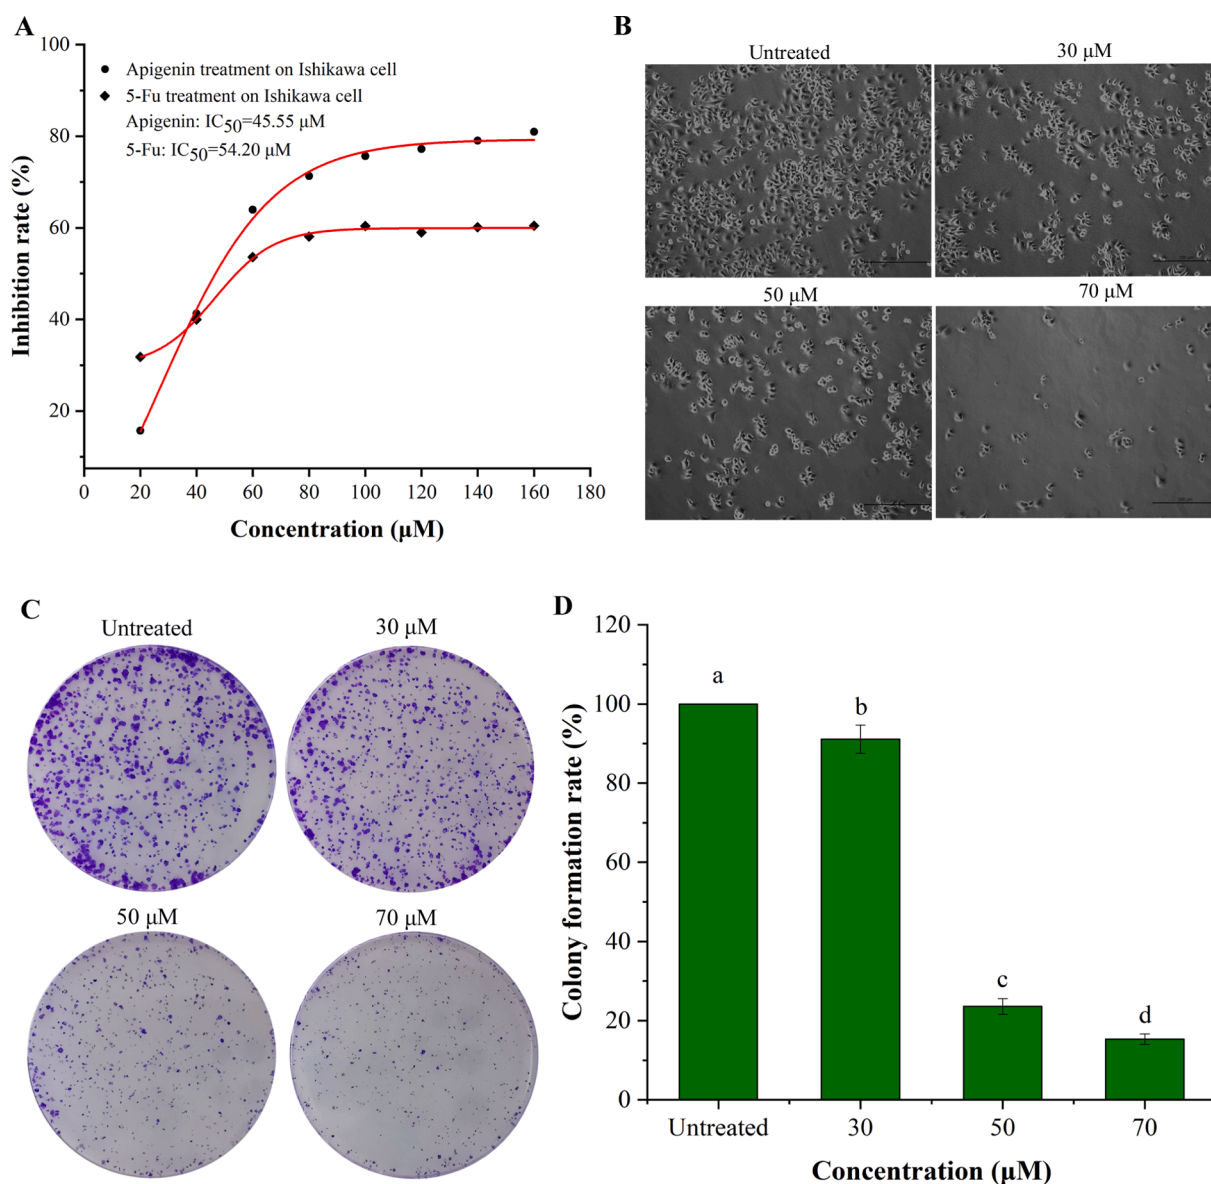 A
100
80
60
40
20
0
20
40
60
80
100
120
140
160
180
Inhibition rate (%)
Concentration (μM)
Apigenin treatment on Ishikawa cell
5-Fu treatment on Ishikawa cell
Apigenin: IC50=45.55 μM
5-Fu: IC50=54.20 μM
B
Untreated
30 μM
50 μM
70 μM
C
Untreated
30 μM
50 μM
70 μM
D
120
100
80
60
40
20
0
Colony formation rate (%)
a
b
c
d
Untreated
30
50
70
Concentration (μM)